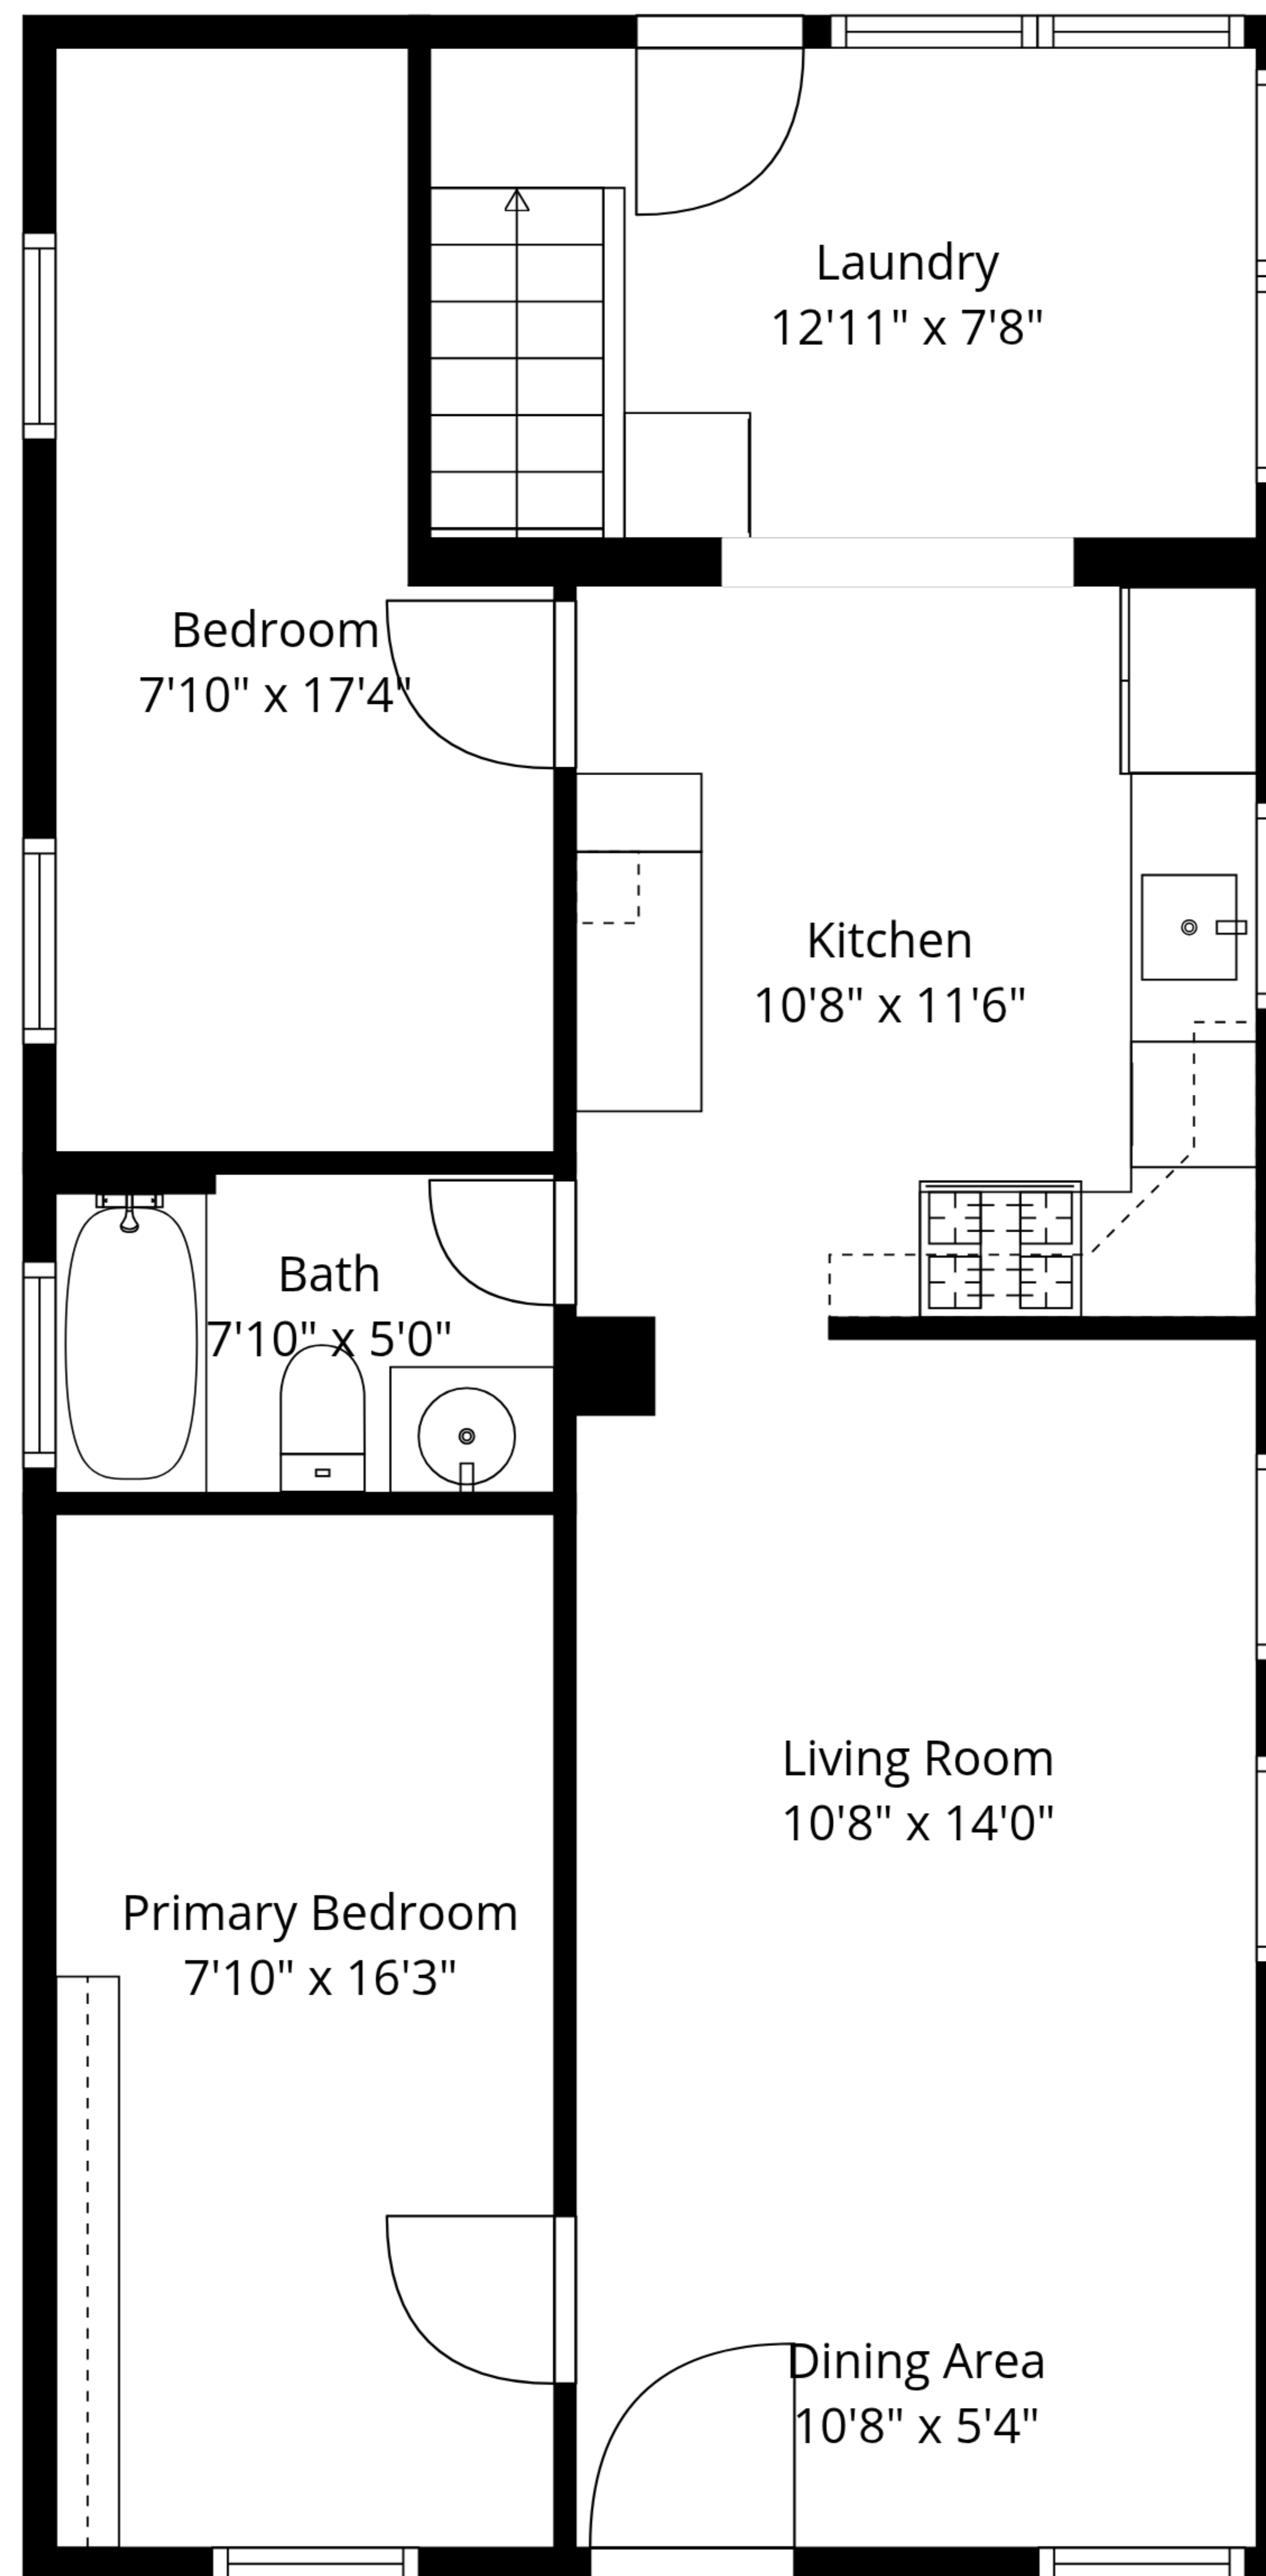 Laundry
12'11" x 7'8"
Bedroom
7'10" x 17'4"
Kitchen
10'8" x 11'6"
Bath
7'10" x 5'0"
Living Room
10'8" x 14'0"
Primary Bedroom
7'10" x 16'3"
Dining Area
10'8" x 5'4"